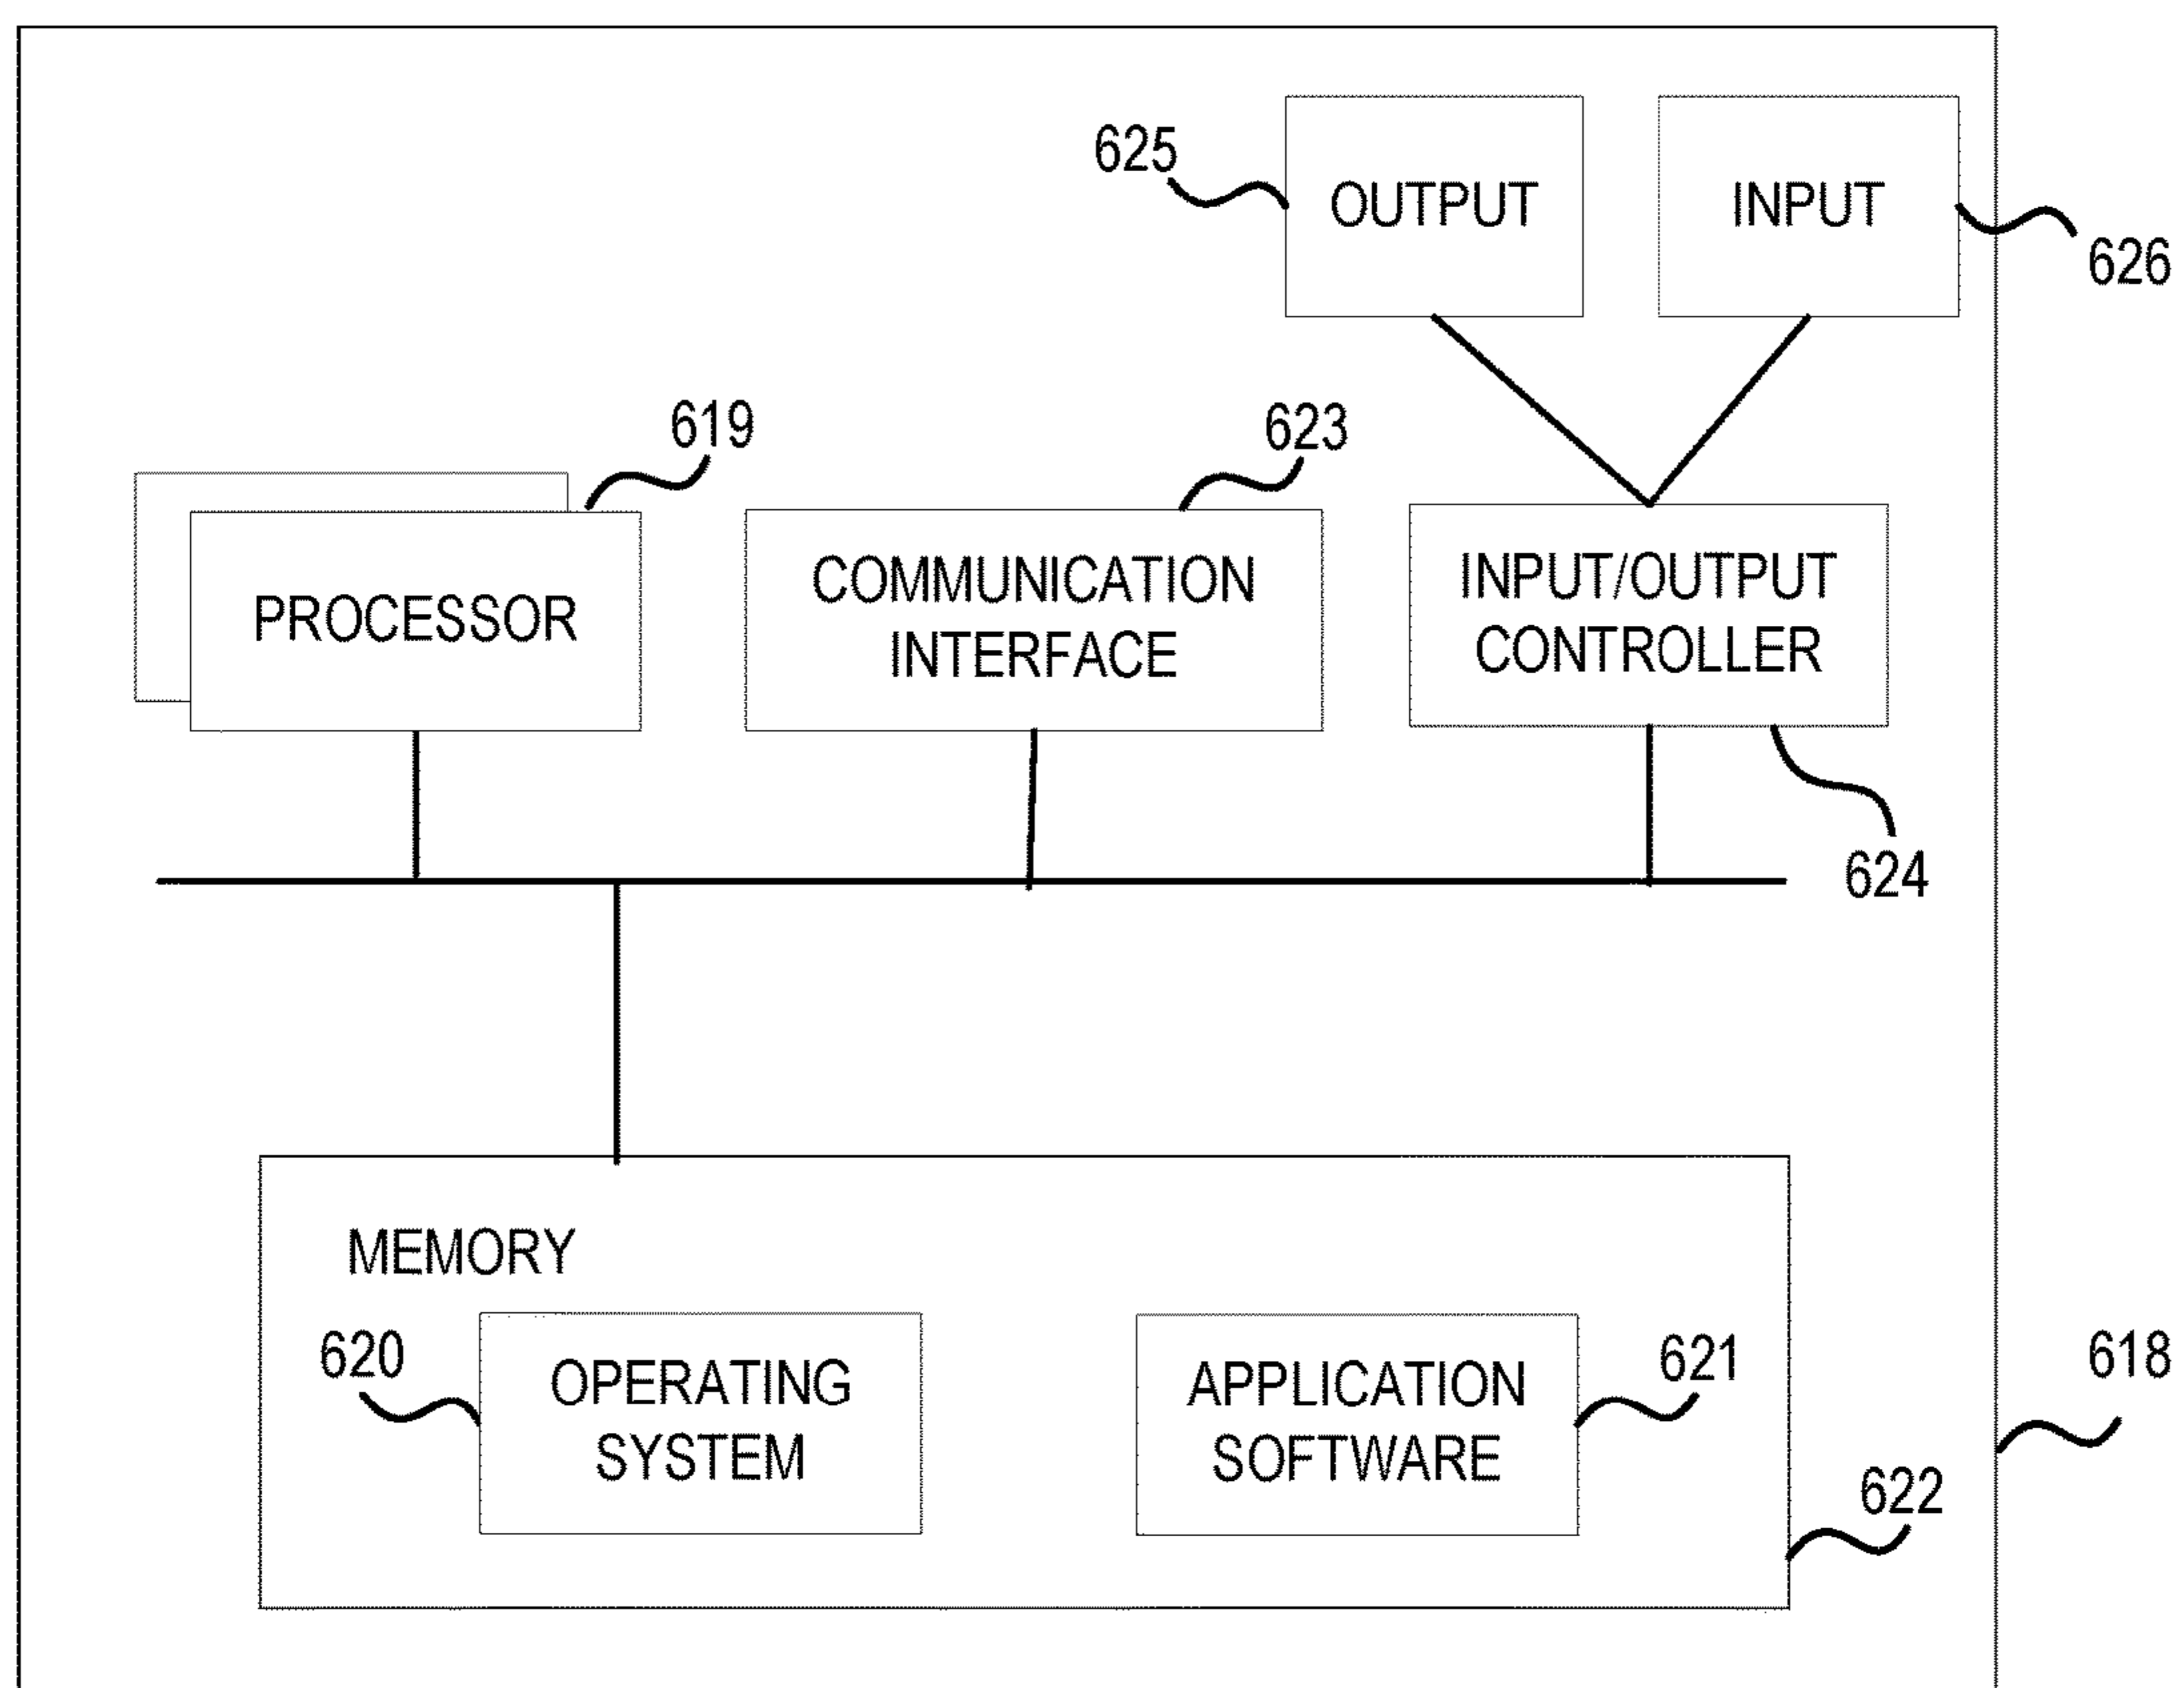 625
OUTPUT
INPUT
626
619
623
PROCESSOR
COMMUNICATION
INTERFACE
INPUT/OUTPUT
CONTROLLER
624
MEMORY
620
OPERATING
SYSTEM
APPLICATION
SOFTWARE
621
618
622